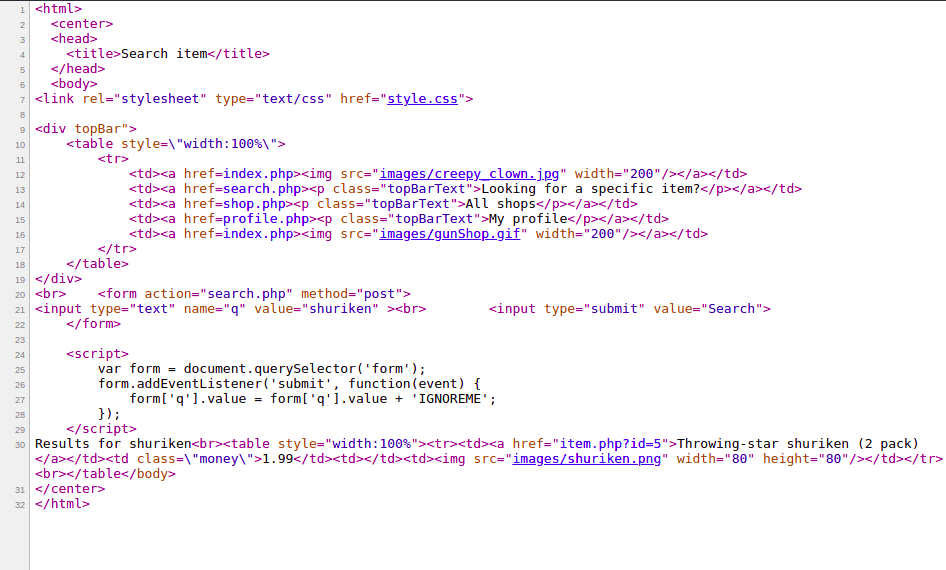 1 <html>
2   <center>
3   <head>
4     <title>Search item</title>
5   </head>
6   <body>
7 <link rel="stylesheet" type="text/css" href="style.css">
8
9 <div topBar">
10     <table style=\"width:100%\">
11         <tr>
12             <td><a href=index.php><img src="images/creepy_clown.jpg" width="200"/></a></td>
13             <td><a href=search.php><p class="topBarText">Looking for a specific item?</p></a></td>
14             <td><a href=shop.php><p class="topBarText">All shops</p></a></td>
15             <td><a href=profile.php><p class="topBarText">My profile</p></a></td>
16             <td><a href=index.php><img src="images/gunShop.gif" width="200"/></a></td>
17         </tr>
18     </table>
19 </div>
20 <br>    <form action="search.php" method="post">
21 <input type="text" name="q" value="shuriken" ><br>        <input type="submit" value="Search">
22     </form>
23
24     <script>
25         var form = document.querySelector('form');
26         form.addEventListener('submit', function(event) {
27             form['q'].value = form['q'].value + 'IGNOREME';
28         });
29     </script>
30 Results for shuriken<br><table style="width:100%"><tr><td><a href="item.php?id=5">Throwing-star shuriken (2 pack)
</a></td><td class=\"money\">1.99</td><td></td><td><img src="images/shuriken.png" width="80" height="80"/></td></tr>
<br></table</body>
31 </center>
32 </html>